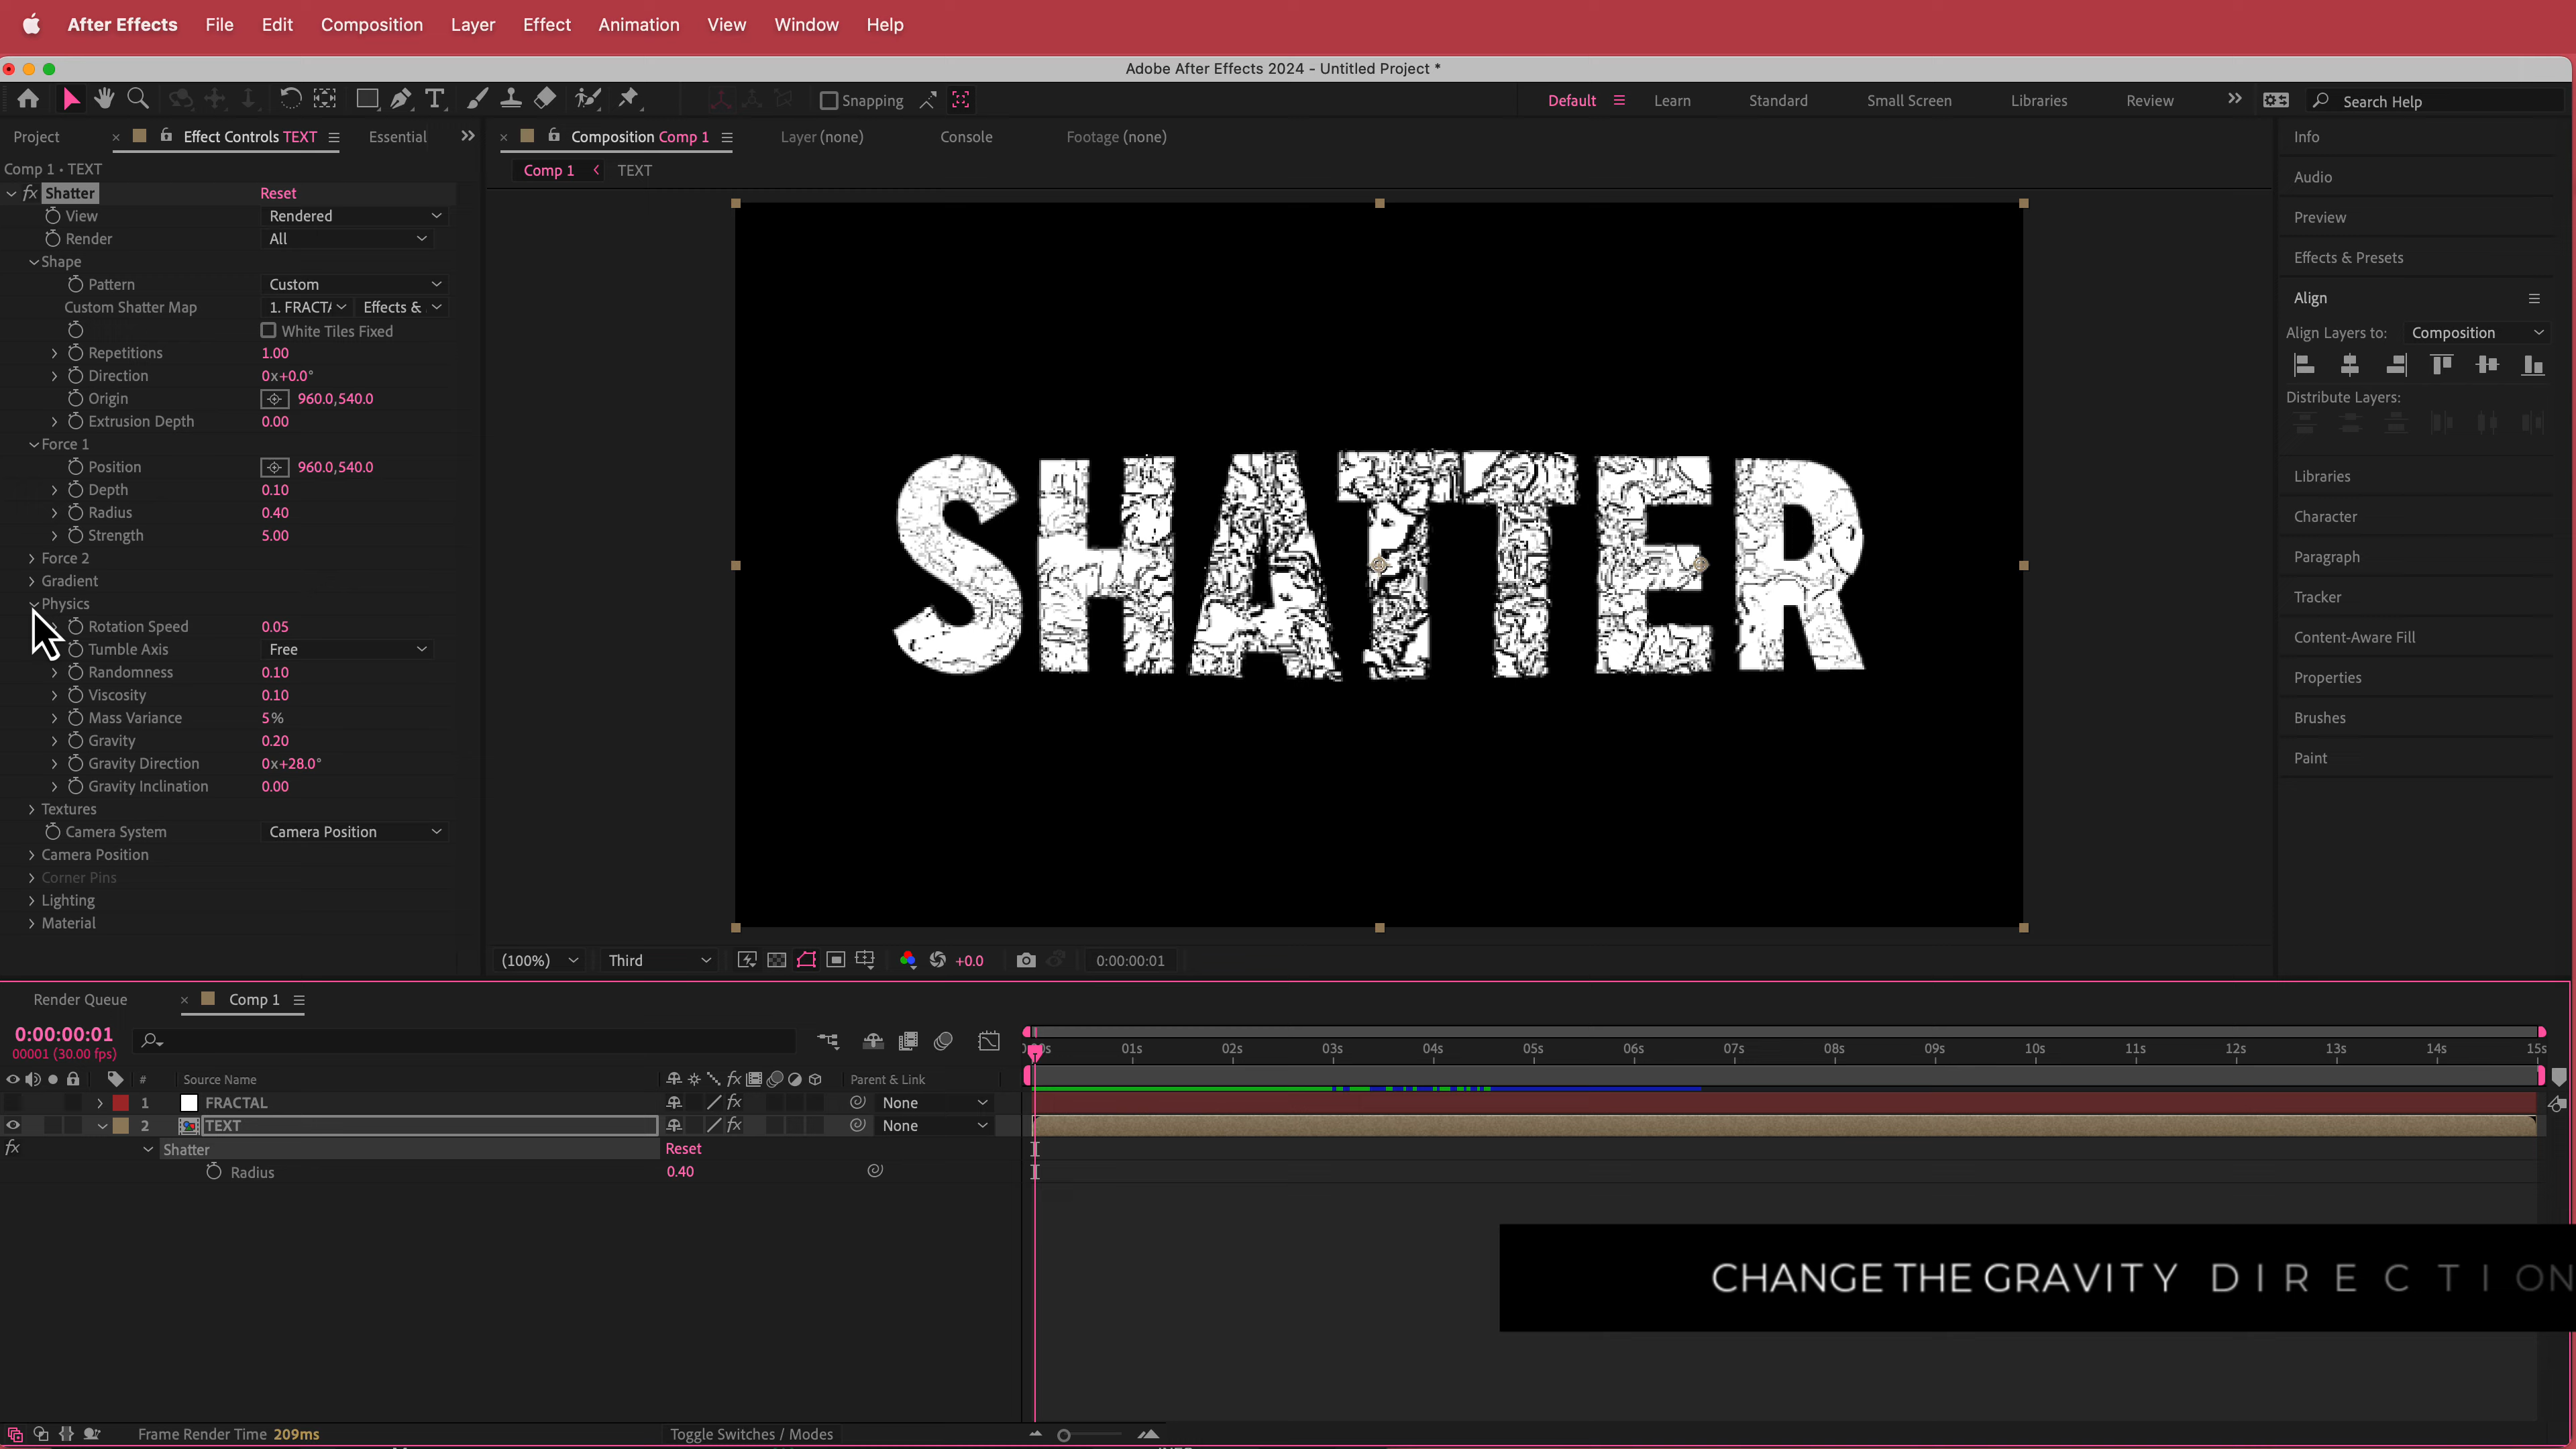 After Effects File Edit Composition Layer Effect Animation View Window Help
Adobe After Effects 2024 - Untitled Project *
Snapping Default Learn Standard Small Screen Libraries Review Search Help
Project Effect Controls TEXT Essential
Comp 1 • TEXT
fx Shatter Reset
View Rendered
Render All
Shape
Pattern Custom
Custom Shatter Map 1. FRACT Effects &
White Tiles Fixed
Repetitions 1.00
Direction 0x+0.0°
Origin 960.0,540.0
Extrusion Depth 0.00
Force 1
Position 960.0,540.0
Depth 0.10
Radius 0.40
Strength 5.00
Force 2
Gradient
Physics
Rotation Speed 0.05
Tumble Axis Free
Randomness 0.10
Viscosity 0.10
Mass Variance 5%
Gravity 0.20
Gravity Direction 0x+28.0°
Gravity Inclination 0.00
Textures
Camera System Camera Position
Camera Position
Corner Pins
Lighting
Material
Composition Comp 1 Layer (none) Console Footage (none)
Comp 1 TEXT
SHATTER
(100%) Third +0.0 0:00:00:01
Info
Audio
Preview
Effects & Presets
Align
Align Layers to: Composition
Distribute Layers:
Libraries
Character
Paragraph
Tracker
Content-Aware Fill
Properties
Brushes
Paint
Render Queue Comp 1
0:00:00:01
00001 (30.00 fps)
01s 02s 03s 04s 05s 06s 07s 08s 09s 10s 11s 12s 13s 14s 15s
# Source Name fx Parent & Link
1 FRACTAL fx None
2 TEXT fx None
fx Shatter Reset
Radius 0.40
CHANGE THE GRAVITY DIRECTION
Frame Render Time 209ms Toggle Switches / Modes